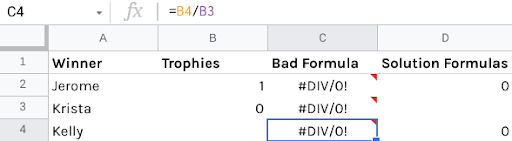 C4 fx =B4/B3
A B C D
1 Winner Trophies Bad Formula Solution Formulas
2 Jerome 1 #DIV/0! 0
3 Krista 0 #DIV/0!
4 Kelly #DIV/0! 0